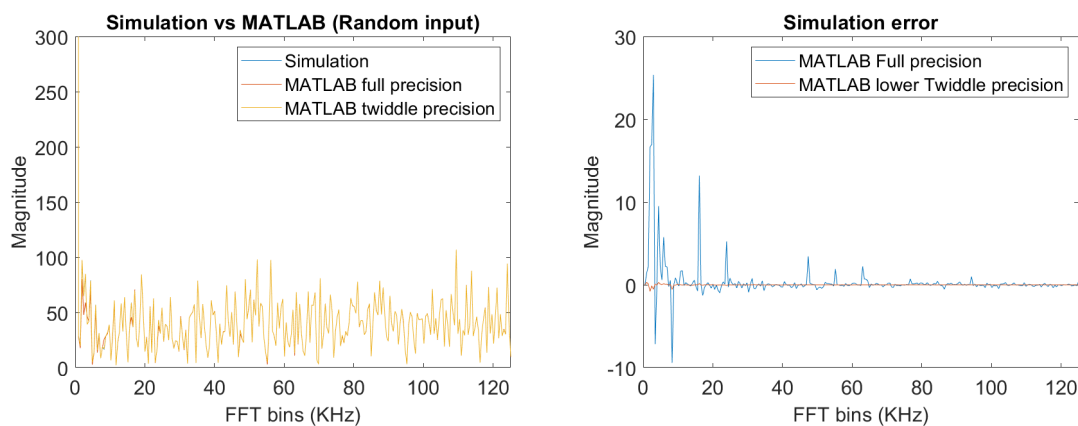 Simulation vs MATLAB (Random input)
300
250
200
150
100
50
0
Magnitude
Simulation
MATLAB full precision
MATLAB twiddle precision
0 20 40 60 80 100 120
FFT bins (KHz)
Simulation error
30
20
10
0
-10
Magnitude
MATLAB Full precision
MATLAB lower Twiddle precision
0 20 40 60 80 100 120
FFT bins (KHz)